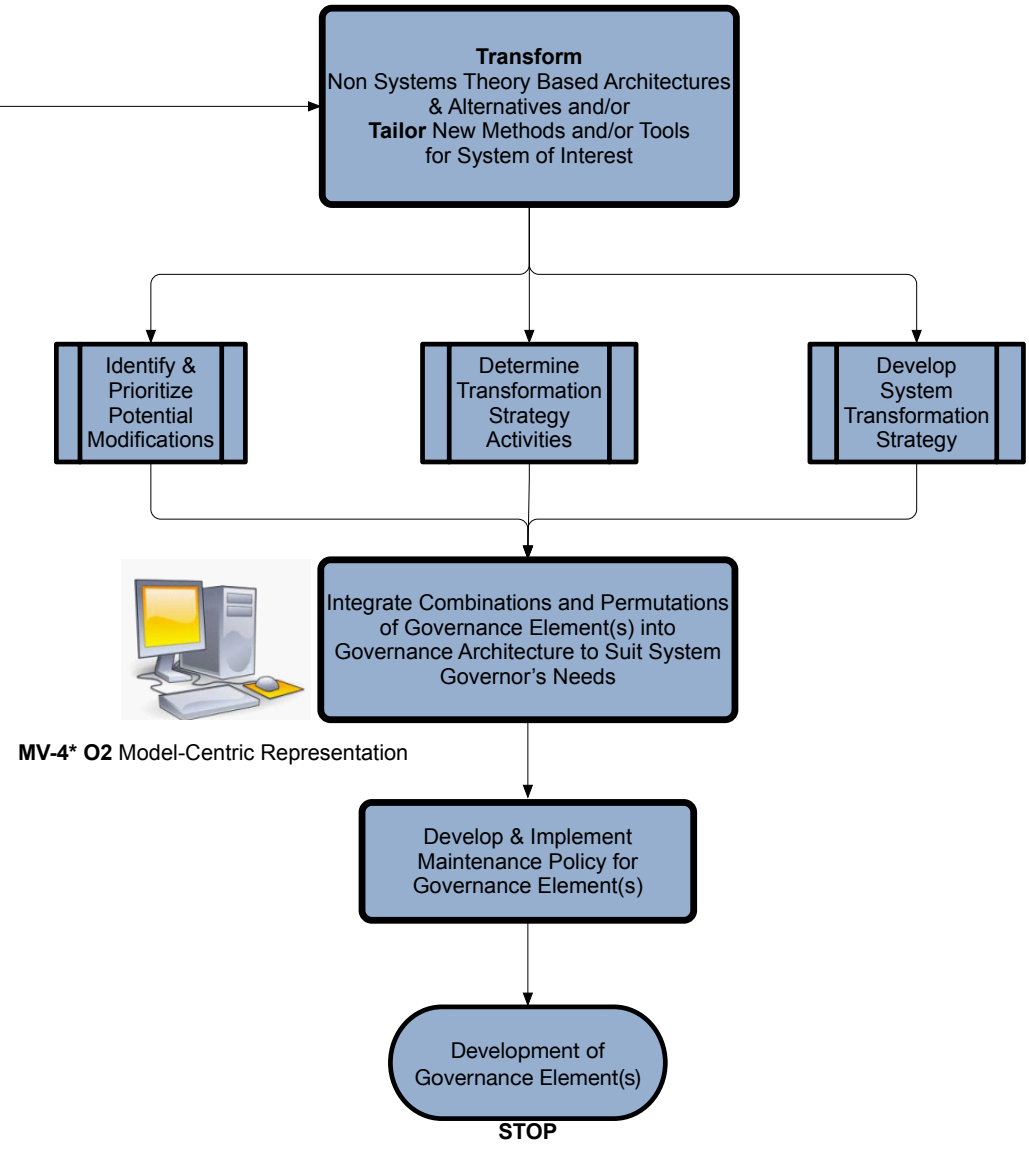 Transform
Non Systems Theory Based Architectures
& Alternatives and/or
Tailor New Methods and/or Tools
for System of Interest
Identify &
Prioritize
Potential
Modifications
Determine
Transformation
Strategy
Activities
Develop
System
Transformation
Strategy
Integrate Combinations and Permutations
of Governance Element(s) into
Governance Architecture to Suit System
Governor’s Needs
MV-4* O2 Model-Centric Representation
Develop & Implement
Maintenance Policy for
Governance Element(s)
Development of
Governance Element(s)
STOP